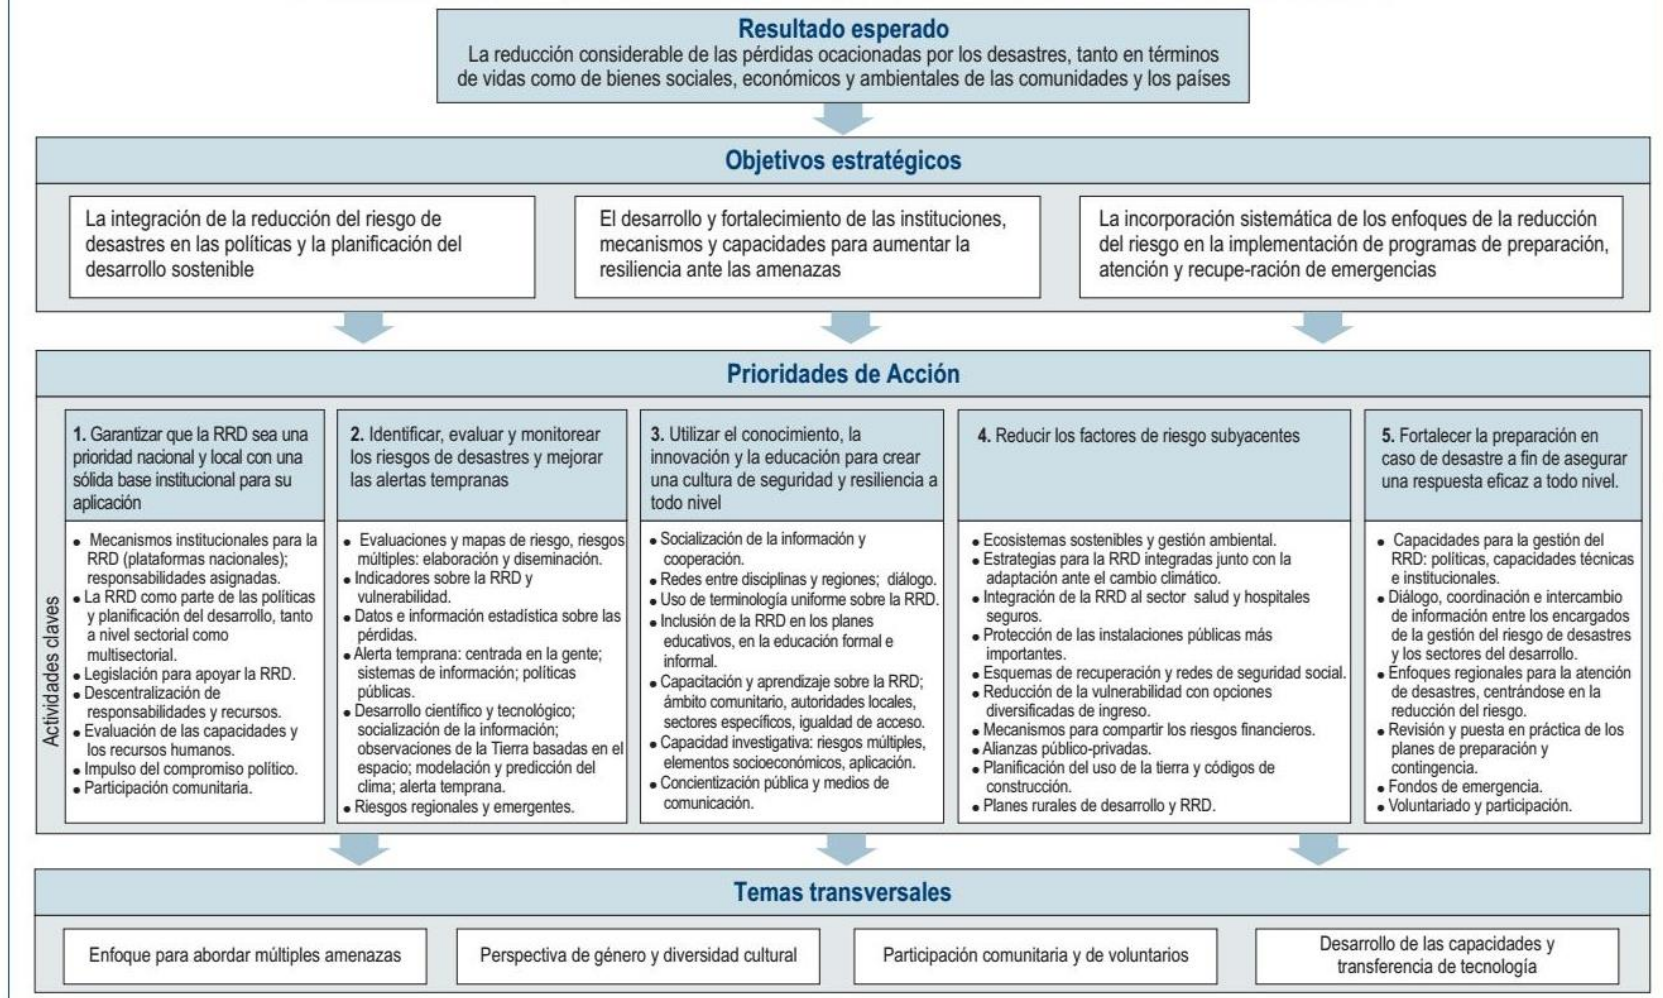 Resultado esperado
La reducción considerable de las pérdidas ocacionadas por los desastres, tanto en términos
de vidas como de bienes sociales, económicos y ambientales de las comunidades y los países
Objetivos estratégicos
La integración de la reducción del riesgo de
desastres en las políticas y la planificación del
desarrollo sostenible
El desarrollo y fortalecimiento de las instituciones,
mecanismos y capacidades para aumentar la
resiliencia ante las amenazas
La incorporación sistemática de los enfoques de la reducción
del riesgo en la implementación de programas de preparación,
atención y recupe-ración de emergencias
Prioridades de Acción
Actividades claves
1. Garantizar que la RRD sea una
prioridad nacional y local con una
sólida base institucional para su
aplicación
• Mecanismos institucionales para la
RRD (plataformas nacionales);
responsabilidades asignadas.
• La RRD como parte de las políticas
y planificación del desarrollo, tanto
a nivel sectorial como
multisectorial.
• Legislación para apoyar la RRD.
• Descentralización de
responsabilidades y recursos.
• Evaluación de las capacidades y
los recursos humanos.
• Impulso del compromiso político.
• Participación comunitaria.
2. Identificar, evaluar y monitorear
los riesgos de desastres y mejorar
las alertas tempranas
• Evaluaciones y mapas de riesgo, riesgos
múltiples: elaboración y diseminación.
• Indicadores sobre la RRD y
vulnerabilidad.
• Datos e información estadística sobre las
pérdidas.
• Alerta temprana: centrada en la gente;
sistemas de información; políticas
públicas.
• Desarrollo científico y tecnológico;
socialización de la información;
observaciones de la Tierra basadas en el
espacio; modelación y predicción del
clima; alerta temprana.
• Riesgos regionales y emergentes.
3. Utilizar el conocimiento, la
innovación y la educación para crear
una cultura de seguridad y resiliencia a
todo nivel
• Socialización de la información y
cooperación.
• Redes entre disciplinas y regiones; diálogo.
• Uso de terminología uniforme sobre la RRD.
• Inclusión de la RRD en los planes
educativos, en la educación formal e
informal.
• Capacitación y aprendizaje sobre la RRD;
ámbito comunitario, autoridades locales,
sectores específicos, igualdad de acceso.
• Capacidad investigativa: riesgos múltiples,
elementos socioeconómicos, aplicación.
• Concientización pública y medios de
comunicación.
4. Reducir los factores de riesgo subyacentes
• Ecosistemas sostenibles y gestión ambiental.
• Estrategias para la RRD integradas junto con la
adaptación ante el cambio climático.
• Integración de la RRD al sector salud y hospitales
seguros.
• Protección de las instalaciones públicas más
importantes.
• Esquemas de recuperación y redes de seguridad social.
• Reducción de la vulnerabilidad con opciones
diversificadas de ingreso.
• Mecanismos para compartir los riesgos financieros.
• Alianzas público-privadas.
• Planificación del uso de la tierra y códigos de
construcción.
• Planes rurales de desarrollo y RRD.
5. Fortalecer la preparación en
caso de desastre a fin de asegurar
una respuesta eficaz a todo nivel.
• Capacidades para la gestión del
RRD: políticas, capacidades técnicas
e institucionales.
• Diálogo, coordinación e intercambio
de información entre los encargados
de la gestión del riesgo de desastres
y los sectores del desarrollo.
• Enfoques regionales para la atención
de desastres, centrándose en la
reducción del riesgo.
• Revisión y puesta en práctica de los
planes de preparación y
contingencia.
• Fondos de emergencia.
• Voluntariado y participación.
Temas transversales
Enfoque para abordar múltiples amenazas
Perspectiva de género y diversidad cultural
Participación comunitaria y de voluntarios
Desarrollo de las capacidades y
transferencia de tecnología